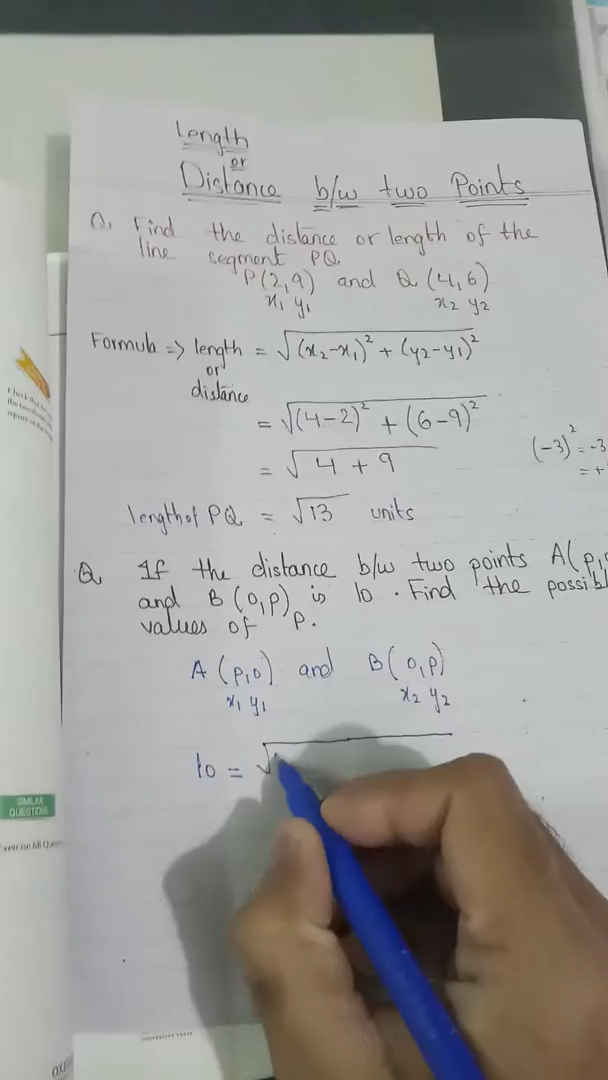 Length
or
Distance b/w two Points
Q. Find the distance or length of the
line segment PQ.
P(2,9) and Q(4,6)
x₁ y₁ x₂ y₂
Formula => length = √(x₂-x₁)² + (y₂-y₁)²
or
distance
= √(4-2)² + (6-9)²
= √4 + 9
(-3)² = -3
= +
length of PQ = √13 units
Q If the distance b/w two points A(p,
and B(0,P) is 10. Find the possib
values of P.
A (p,0) and B(0,P)
x₁ y₁ x₂ y₂
10 = √
SIMILAR
QUESTIONS